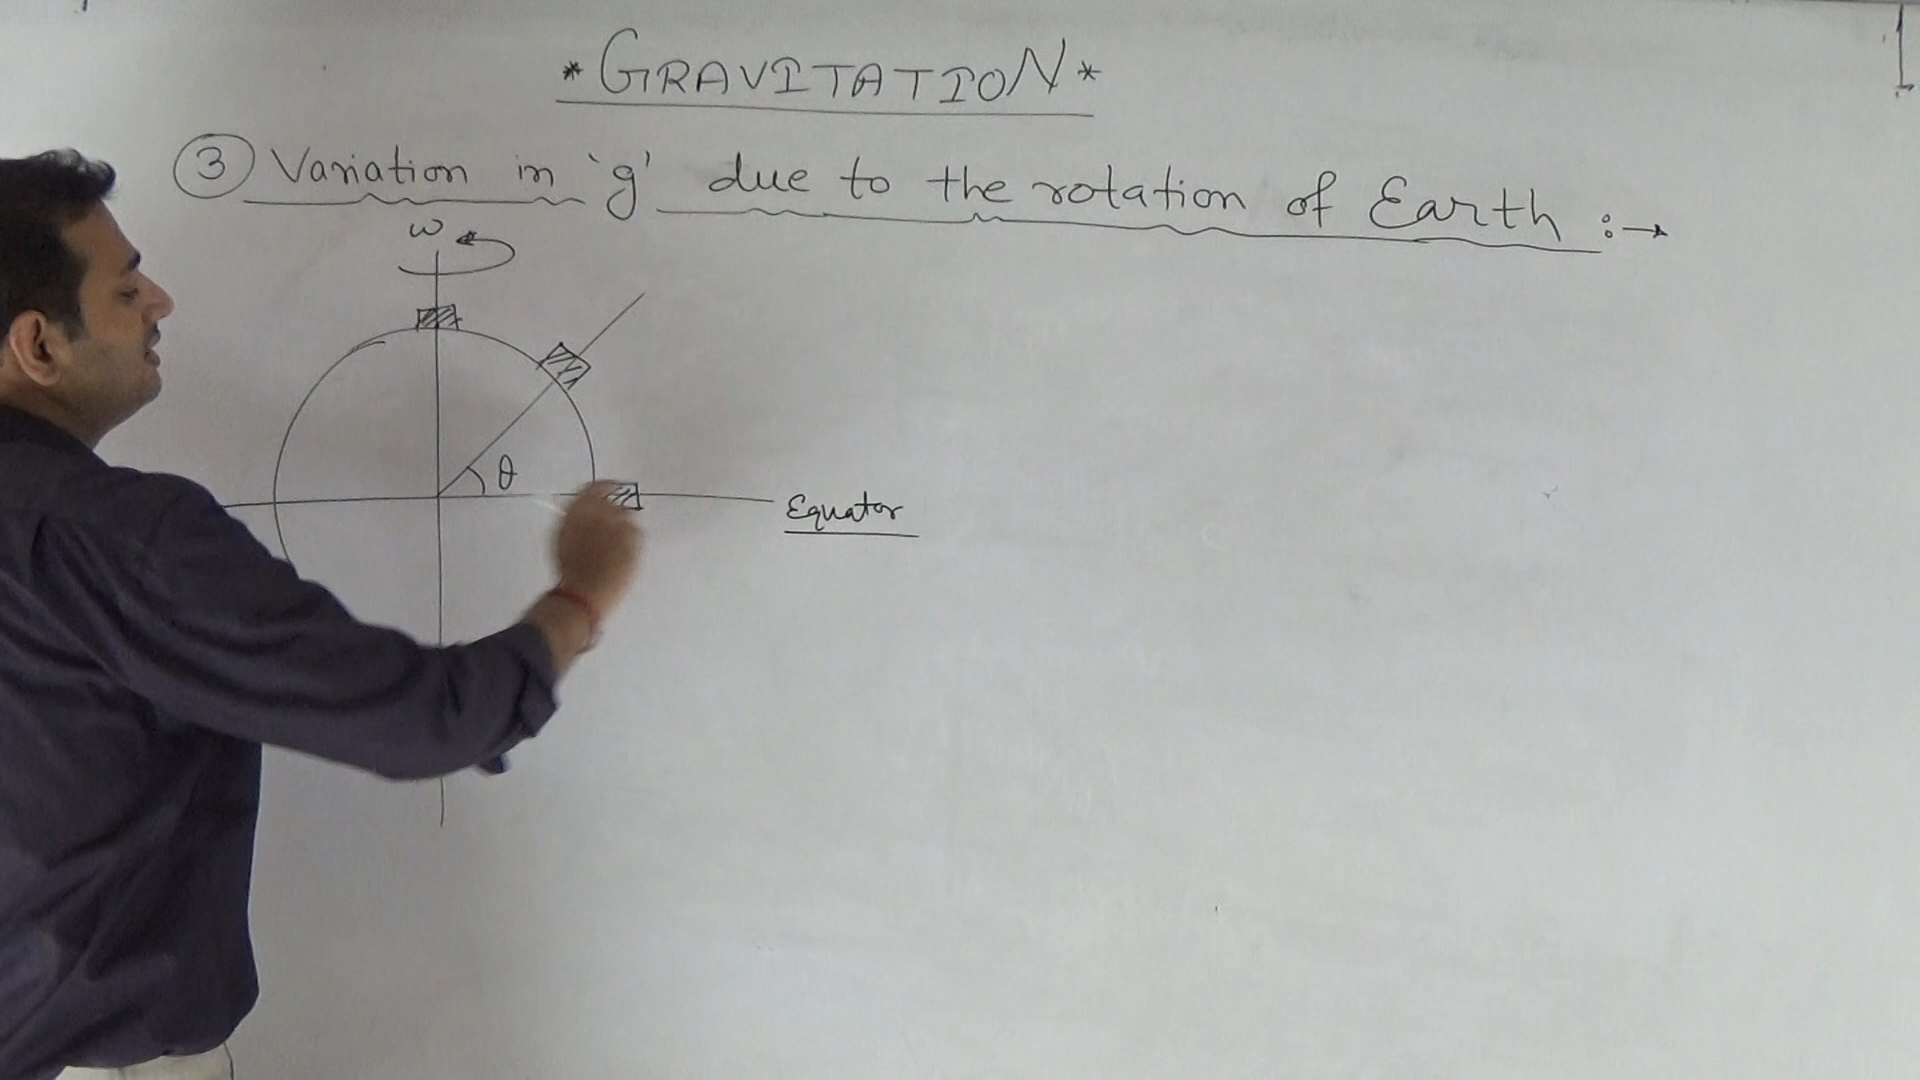 * GRAVITATION *
③ Variation in 'g' due to the rotation of Earth :→
ω
θ
Equator